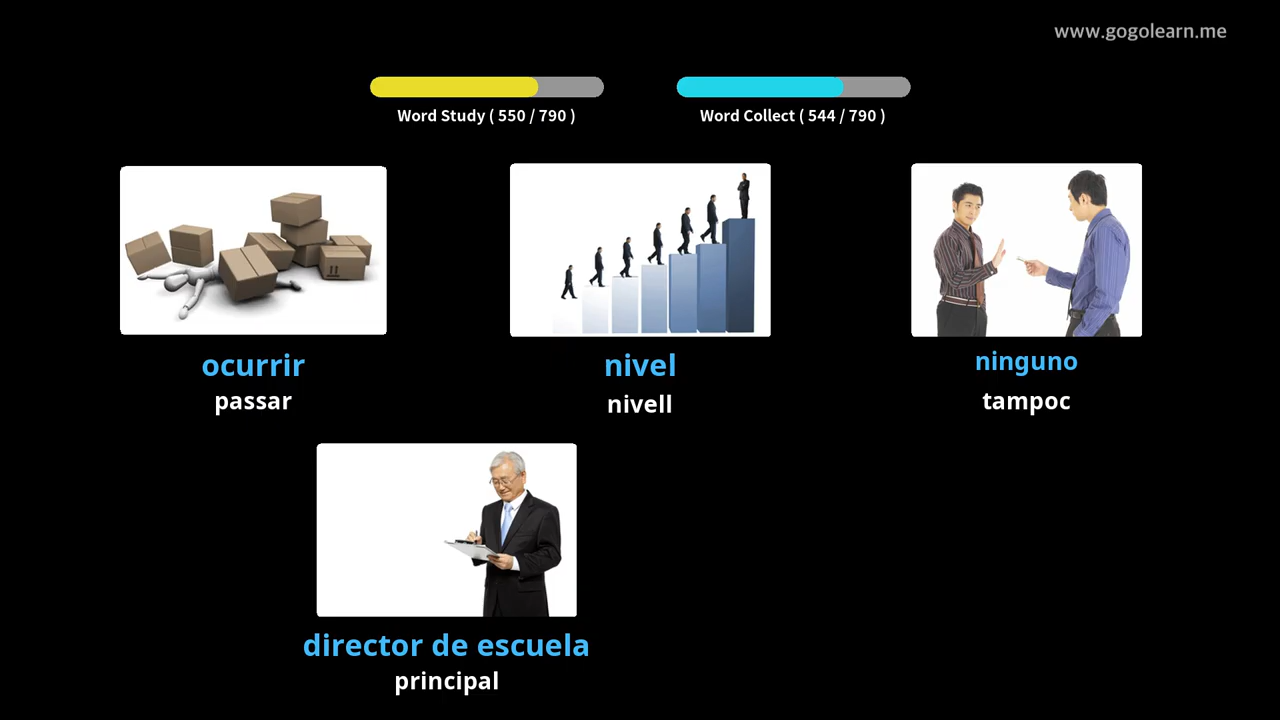 www.gogolearn.me
Word Study ( 550 / 790 )
Word Collect ( 544 / 790 )
ocurrir
passar
nivel
nivell
ninguno
tampoc
director de escuela
principal